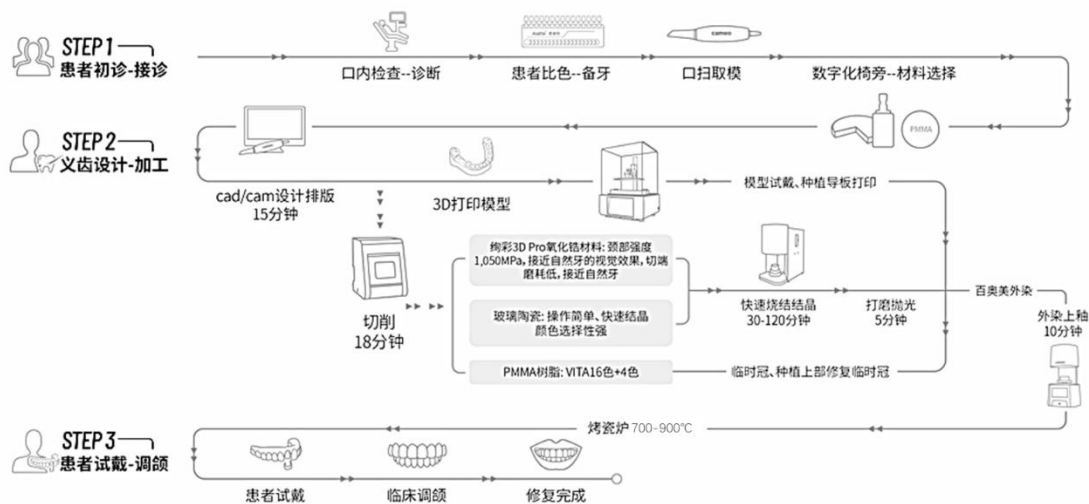 STEP 1
患者初诊-接诊
cameo
口内检查--诊断
患者比色--备牙
口扫取模
数字化椅旁--材料选择
STEP 2
义齿设计-加工
PMMA
cad/cam设计排版
15分钟
3D打印模型
模型试戴、种植导板打印
绚彩3D Pro氧化锆材料: 颈部强度
1,050MPa, 接近自然牙的视觉效果, 切端
磨耗低, 接近自然牙
切削
18分钟
玻璃陶瓷: 操作简单、快速结晶
颜色选择性强
快速烧结结晶
30-120分钟
打磨抛光
5分钟
百奥美外染
外染上釉
10分钟
PMMA树脂: VITA16色+4色
临时冠、种植上部修复临时冠
烤瓷炉 700-900℃
STEP 3
患者试戴-调颌
患者试戴
临床调颌
修复完成